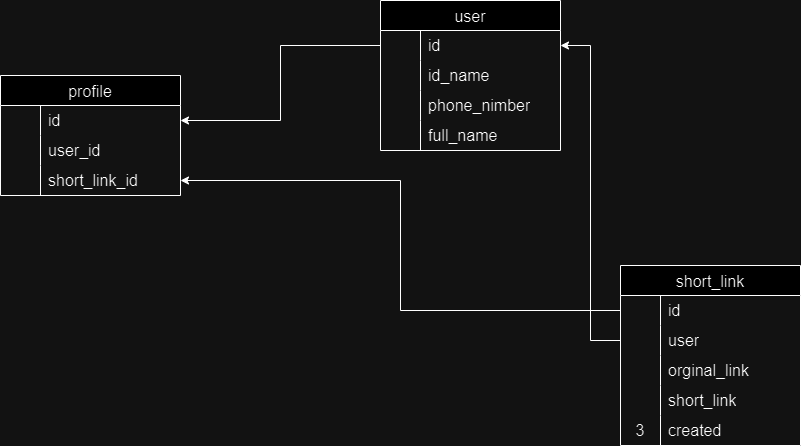 user
id
id_name
phone_nimber
full_name
profile
id
user_id
short_link_id
short_link
id
user
orginal_link
short_link
3 created